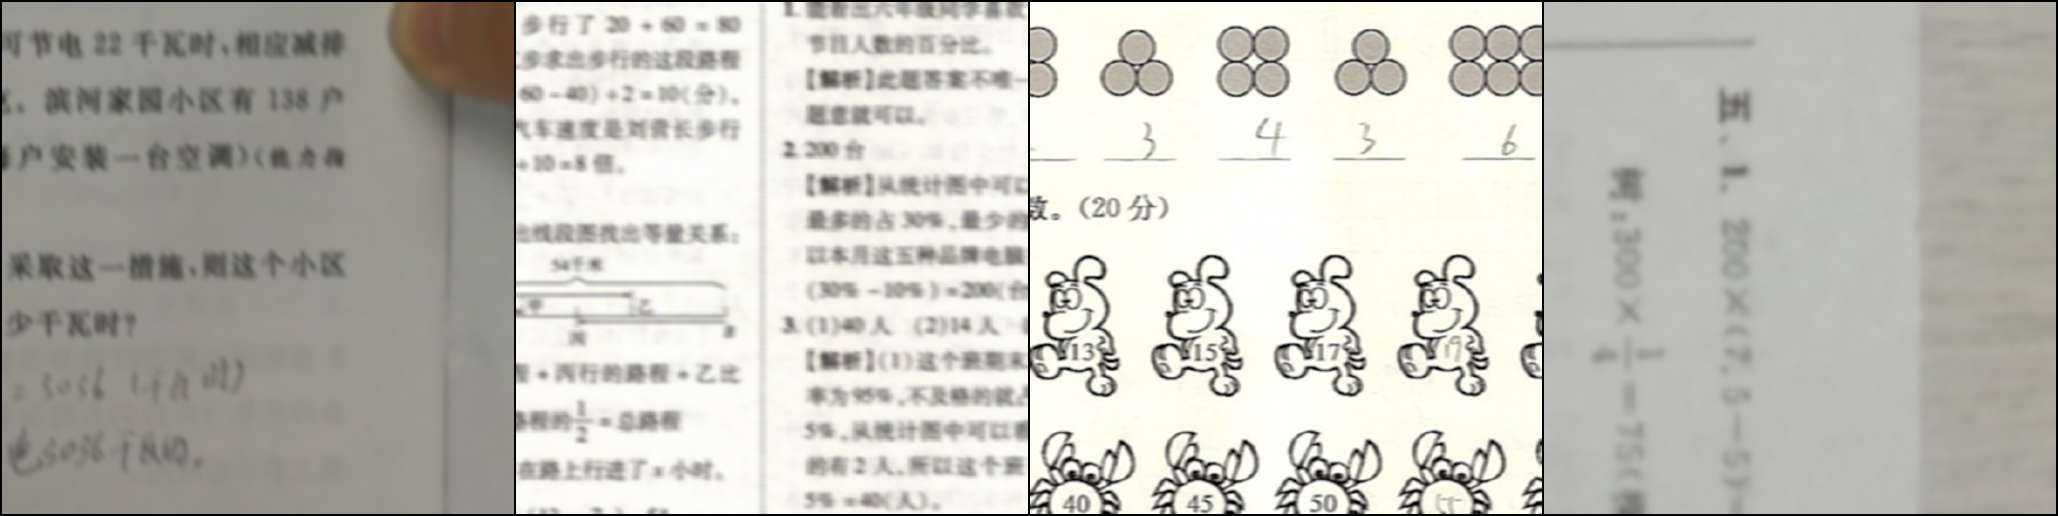 可节电 22 千瓦时，相应减排
滨河家园小区有 138 户
户安装一台空调）（能力指
采取这一措施，则这个小区
少千瓦时？
= 3036（千瓦时）
电3036千瓦时。
步行了 20 + 60 = 80
步求出步行的这段路程
60－40）÷2＝10（分）。
汽车速度是刘营长步行
÷10＝8 倍。
出线段图找出等量关系：
54千米
甲
乙
丙
程＋丙行的路程＋乙比
路程的1/2＝总路程
在路上行进了 x 小时。
1. 能看出六年级同学喜欢
节目人数的百分比。
【解析】此题答案不唯一
题意就可以。
2. 200 台
【解析】从统计图中可以
最多的占 30%，最少的
以本月这五种品牌电脑
（30%－10%）＝200（台
3. （1）40 人 （2）14 人
【解析】（1）这个班期末
率为 95%，不及格的就占
5%，从统计图中可以看
的有 2 人，所以这个班
5%＝40（人）。
3 4 3 6
数。（20 分）
13 15 17 19
40 45 50 55
五、1. 200×(7.5－5)＝
树：300×1/4＝75(棵